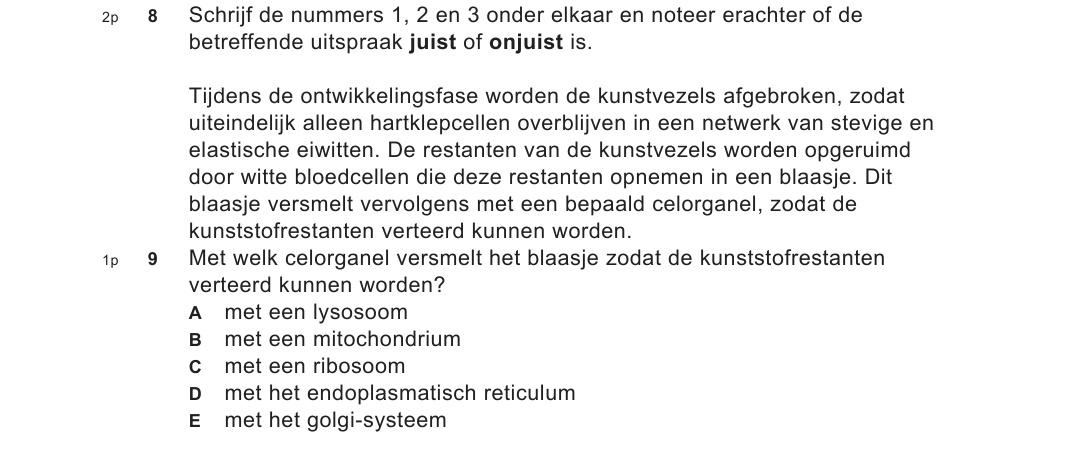 2p 8 Schrijf de nummers 1, 2 en 3 onder elkaar en noteer erachter of de
betreffende uitspraak juist of onjuist is.
Tijdens de ontwikkelingsfase worden de kunstvezels afgebroken, zodat
uiteindelijk alleen hartklepcellen overblijven in een netwerk van stevige en
elastische eiwitten. De restanten van de kunstvezels worden opgeruimd
door witte bloedcellen die deze restanten opnemen in een blaasje. Dit
blaasje versmelt vervolgens met een bepaald celorganel, zodat de
kunststofrestanten verteerd kunnen worden.
1p 9 Met welk celorganel versmelt het blaasje zodat de kunststofrestanten
verteerd kunnen worden?
A met een lysosoom
B met een mitochondrium
C met een ribosoom
D met het endoplasmatisch reticulum
E met het golgi-systeem